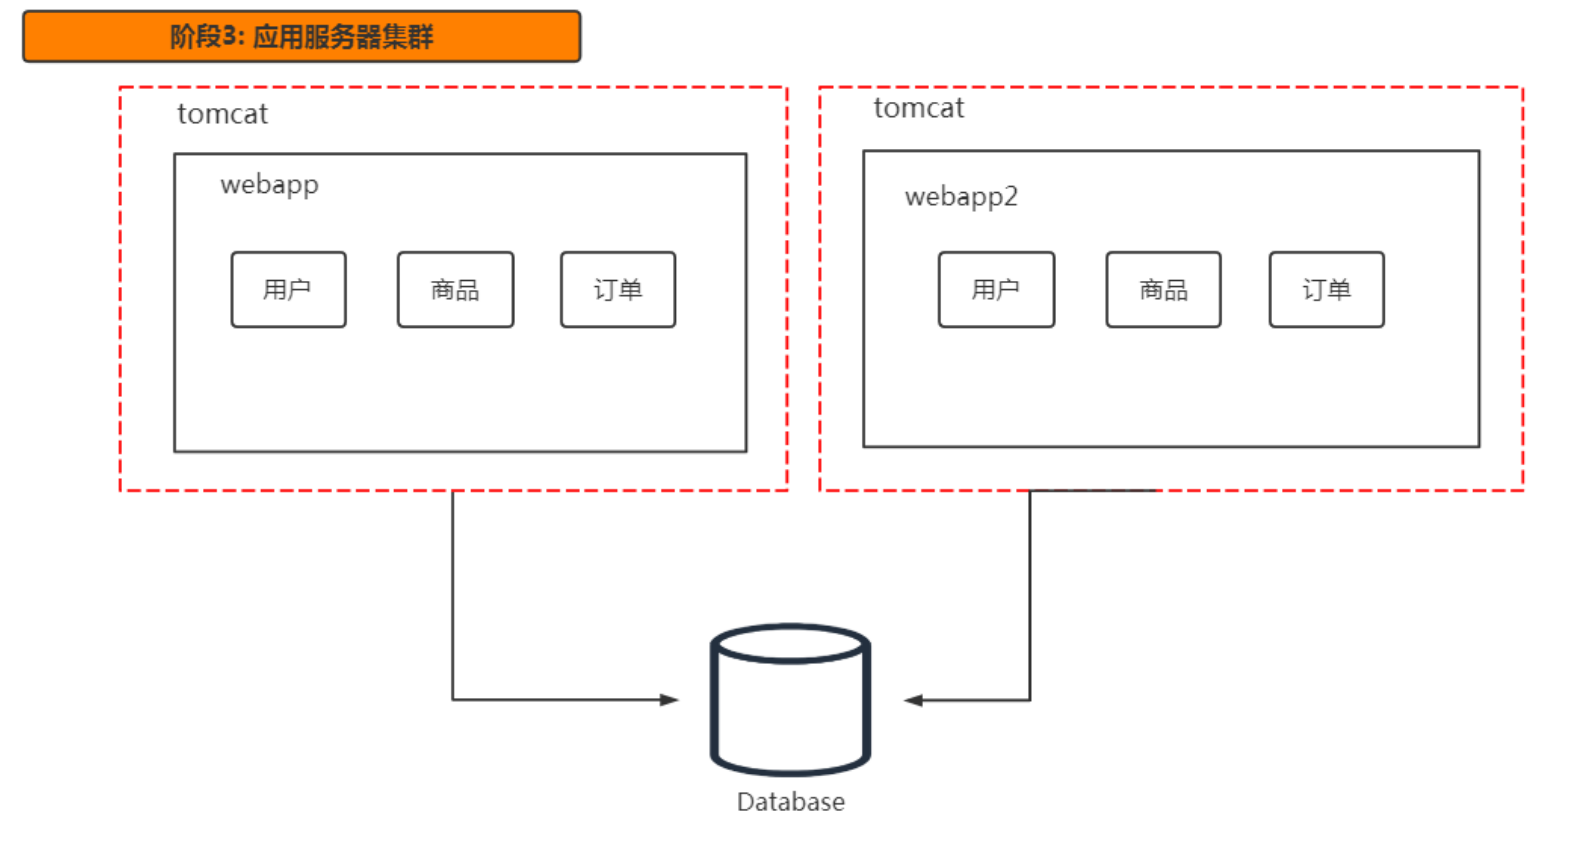 阶段3: 应用服务器集群
tomcat
webapp
用户
商品
订单
tomcat
webapp2
用户
商品
订单
Database